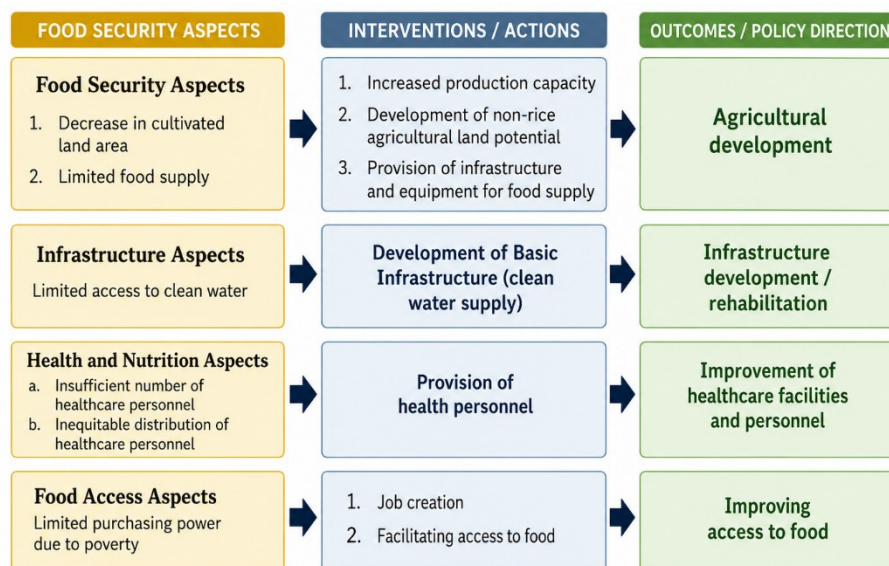 FOOD SECURITY ASPECTS
INTERVENTIONS / ACTIONS
OUTCOMES / POLICY DIRECTION
Food Security Aspects
1. Decrease in cultivated
land area
2. Limited food supply
1. Increased production capacity
2. Development of non-rice
agricultural land potential
3. Provision of infrastructure
and equipment for food supply
Agricultural
development
Infrastructure Aspects
Limited access to clean water
Development of Basic
Infrastructure (clean
water supply)
Infrastructure
development /
rehabilitation
Health and Nutrition Aspects
a. Insufficient number of
healthcare personnel
b. Inequitable distribution of
healthcare personnel
Provision of
health personnel
Improvement of
healthcare facilities
and personnel
Food Access Aspects
Limited purchasing power
due to poverty
1. Job creation
2. Facilitating access to food
Improving
access to food